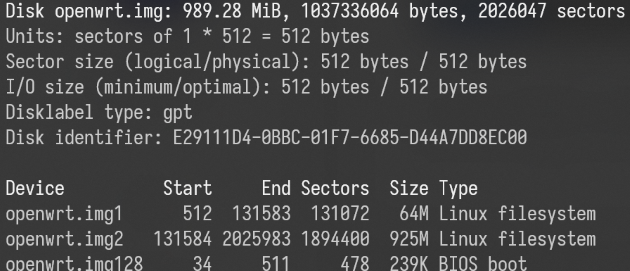 Disk openwrt.img: 989.28 MiB, 1037336064 bytes, 2026047 sectors
Units: sectors of 1 * 512 = 512 bytes
Sector size (logical/physical): 512 bytes / 512 bytes
I/O size (minimum/optimal): 512 bytes / 512 bytes
Disklabel type: gpt
Disk identifier: E29111D4-0BBC-01F7-6685-D44A7DD8EC00
Device Start End Sectors Size Type
openwrt.img1 512 131583 131072 64M Linux filesystem
openwrt.img2 131584 2025983 1894400 925M Linux filesystem
openwrt.img128 34 511 478 239K BIOS boot